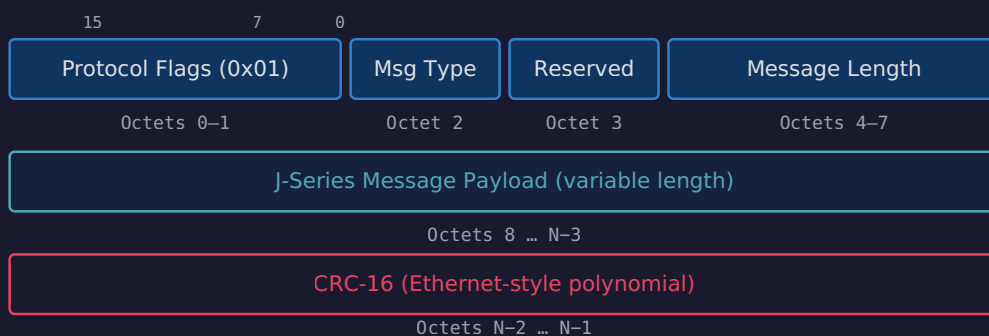 15 7 0
Protocol Flags (0x01) Msg Type Reserved Message Length
Octets 0–1 Octet 2 Octet 3 Octets 4–7
J-Series Message Payload (variable length)
Octets 8 … N−3
CRC-16 (Ethernet-style polynomial)
Octets N−2 … N−1